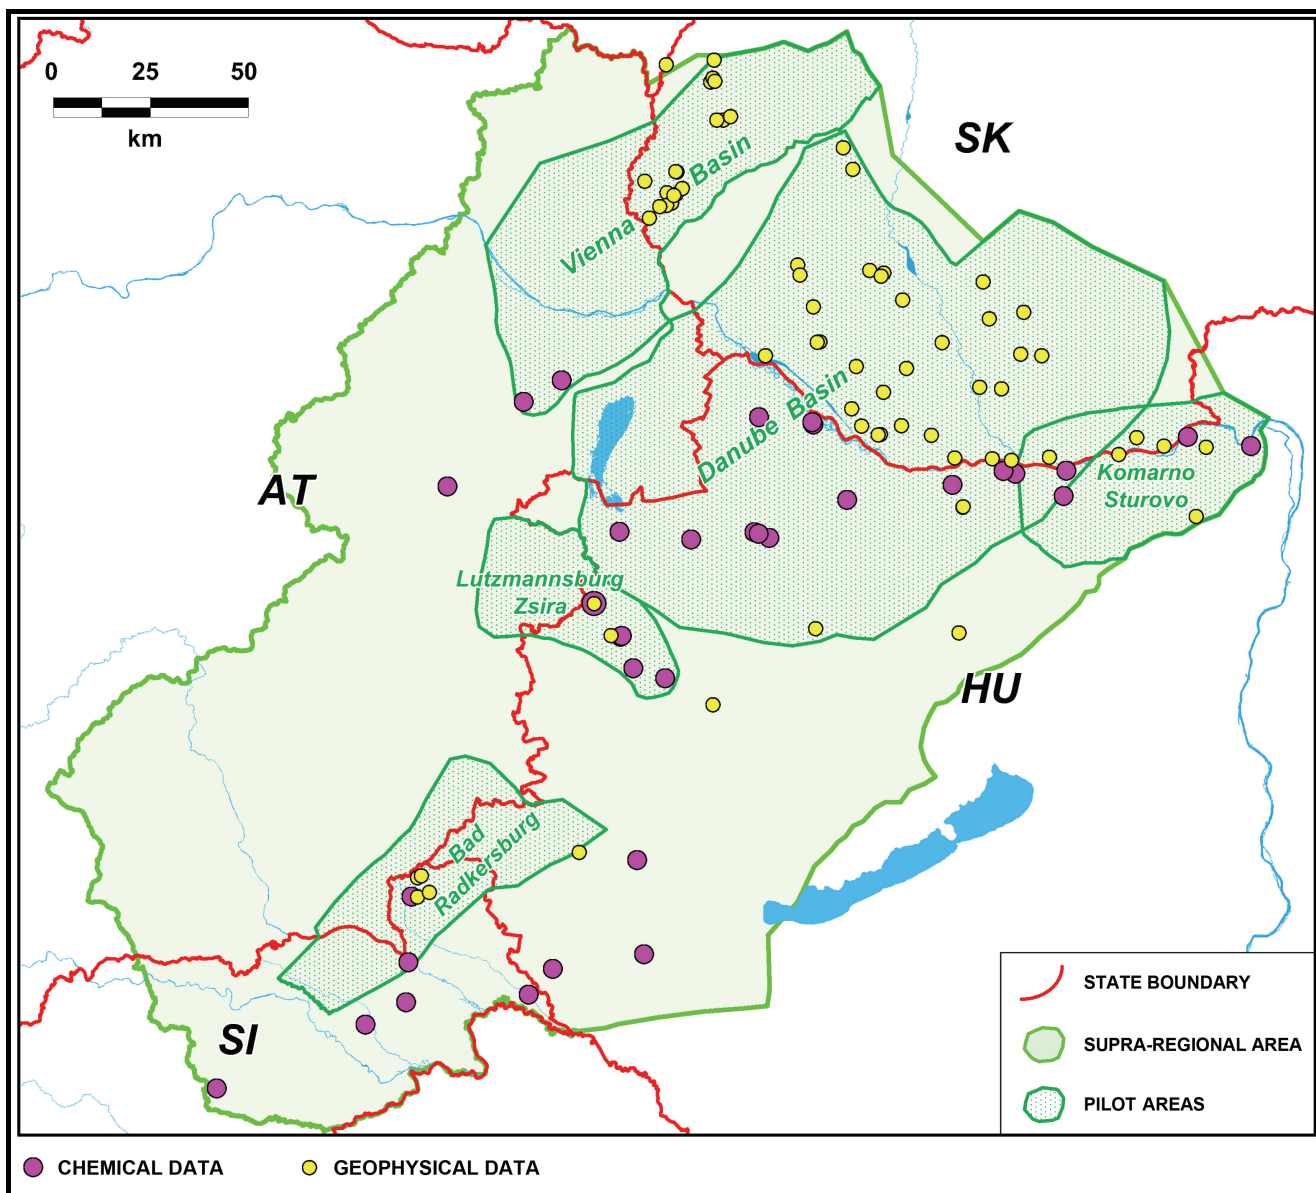 0 25 50
km
SK
Vienna Basin
Danube Basin
AT
Komarno
Sturovo
Lutzmannsburg
Zsira
HU
Bad
Radkersburg
SI
STATE BOUNDARY
SUPRA-REGIONAL AREA
PILOT AREAS
CHEMICAL DATA
GEOPHYSICAL DATA